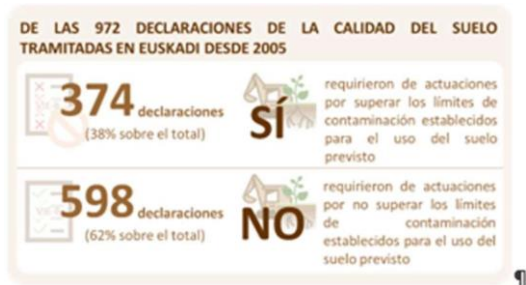 DE LAS 972 DECLARACIONES DE LA CALIDAD DEL SUELO
TRAMITADAS EN EUSKADI DESDE 2005
374 declaraciones
(38% sobre el total)
SÍ
requirieron de actuaciones
por superar los límites de
contaminación establecidos
para el uso del suelo
previsto
598 declaraciones
(62% sobre el total)
NO
requirieron de actuaciones
por no superar los límites
de contaminación
establecidos para el uso del
suelo previsto
¶